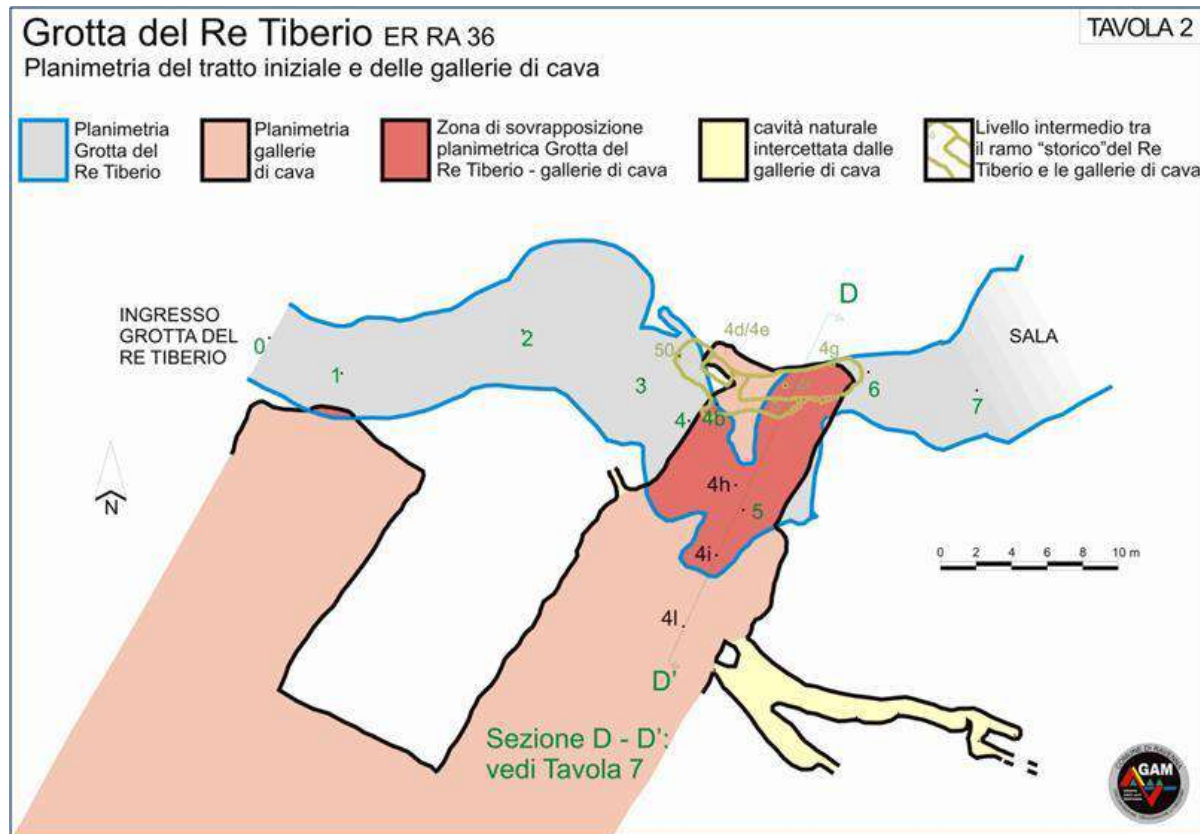 Grotta del Re Tiberio ER RA 36
TAVOLA 2
Planimetria del tratto iniziale e delle gallerie di cava
Planimetria
Grotta del
Re Tiberio
Planimetria
gallerie
di cava
Zona di sovrapposizione
planimetrica Grotta del
Re Tiberio - gallerie di cava
cavità naturale
intercettata dalle
gallerie di cava
Livello intermedio tra
il ramo "storico"del Re
Tiberio e le gallerie di cava
INGRESSO
GROTTA DEL
RE TIBERIO
0
1
2
3
50
4d/4e
4
4b
D
4g
6
7
SALA
4h
5
4i
4l
D'
N
0 2 4 6 8 10 m
Sezione D - D':
vedi Tavola 7
COMUNE DI RAVENNA
GAM